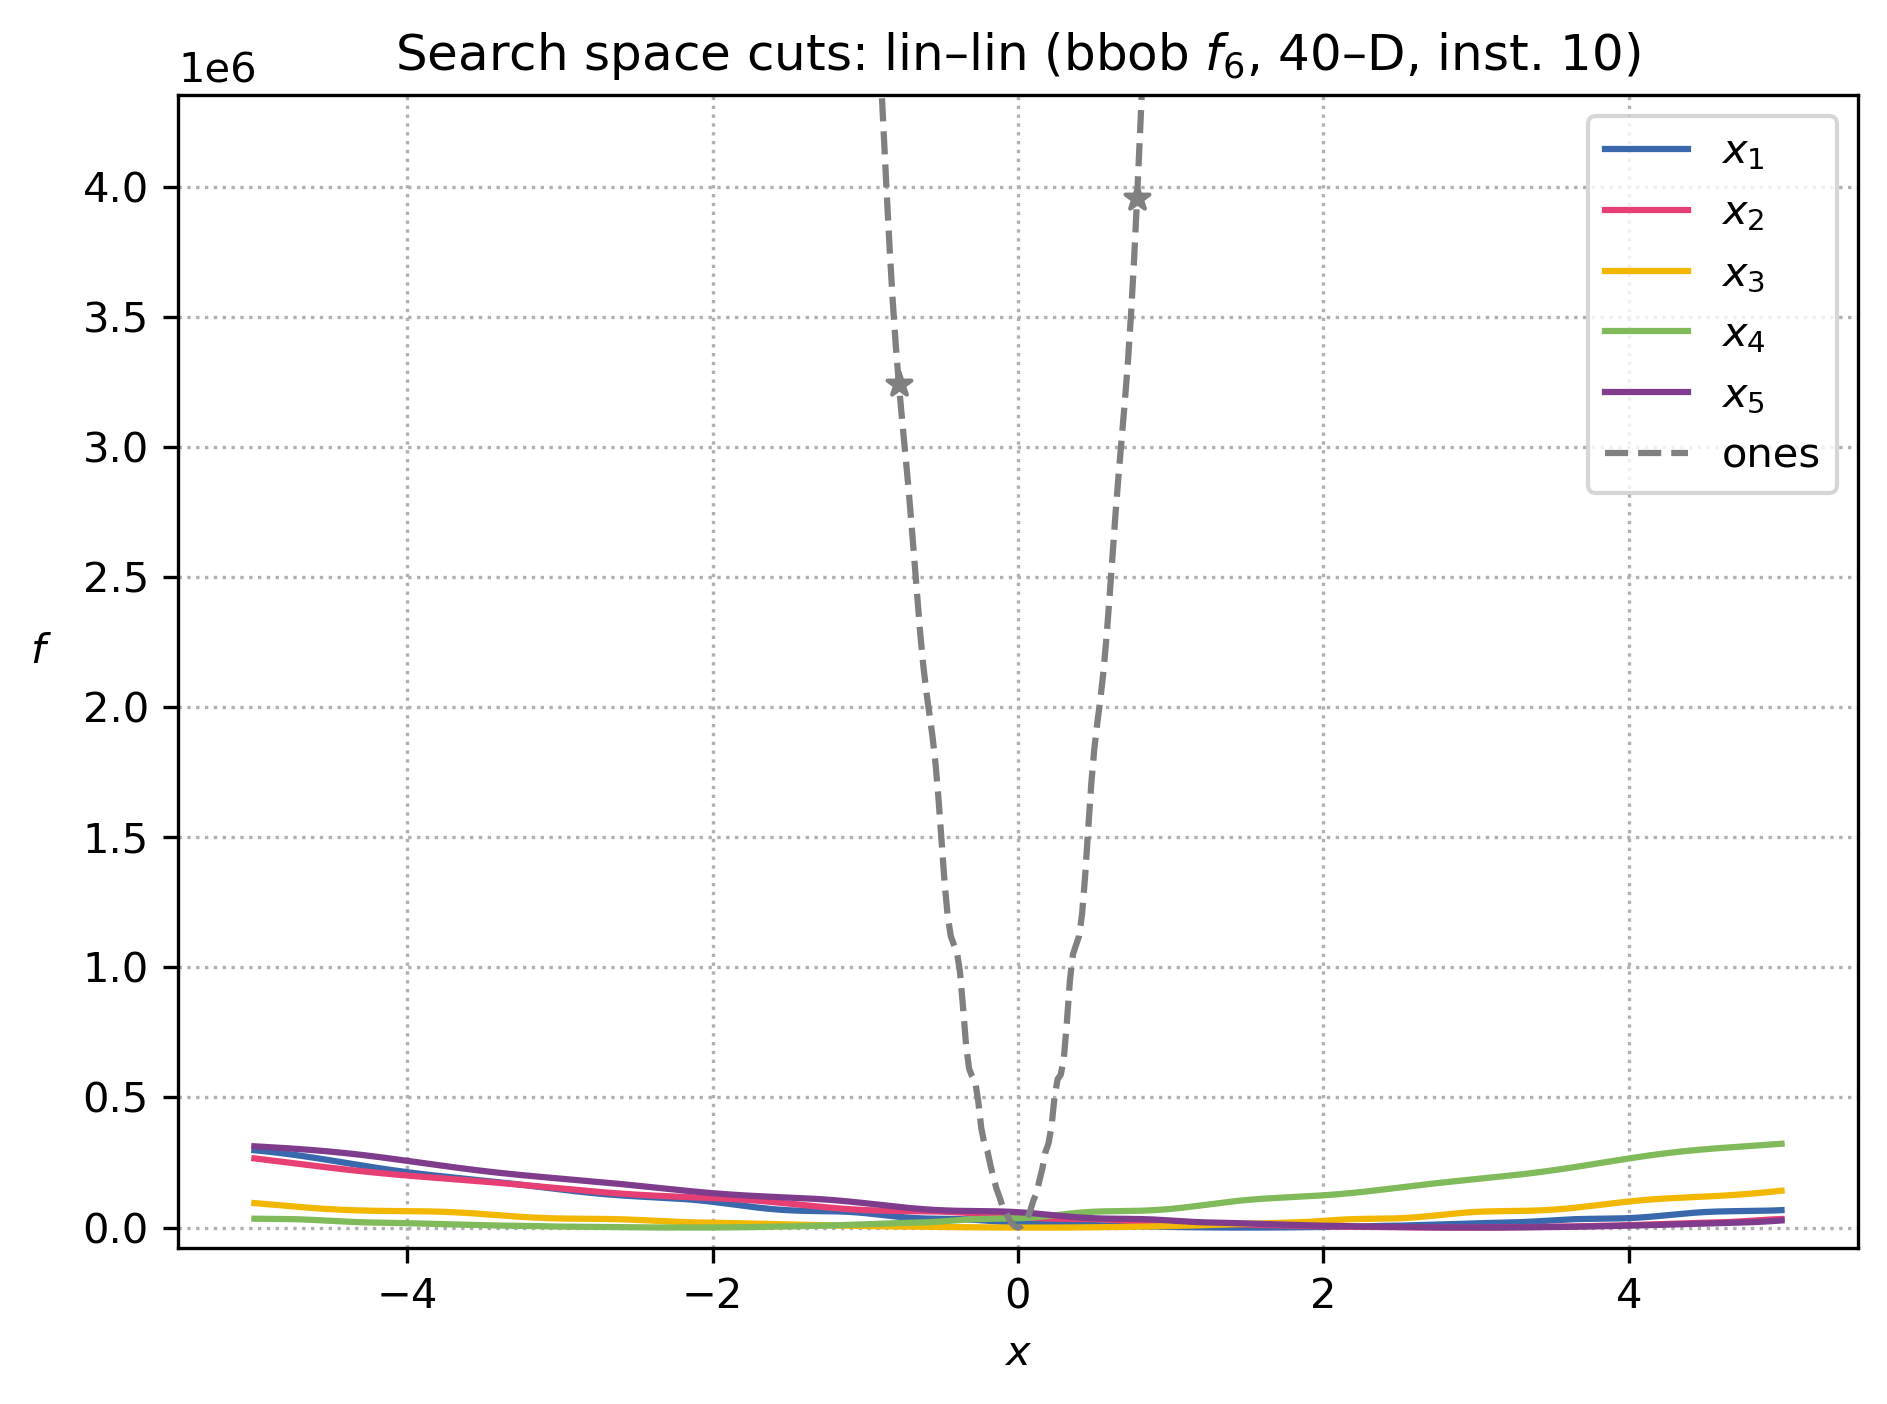 Search space cuts: lin–lin (bbob f₆, 40–D, inst. 10)
1e6
4.0
3.5
3.0
2.5
2.0
1.5
1.0
0.5
0.0
f
−4
−2
0
2
4
x
x₁
x₂
x₃
x₄
x₅
ones